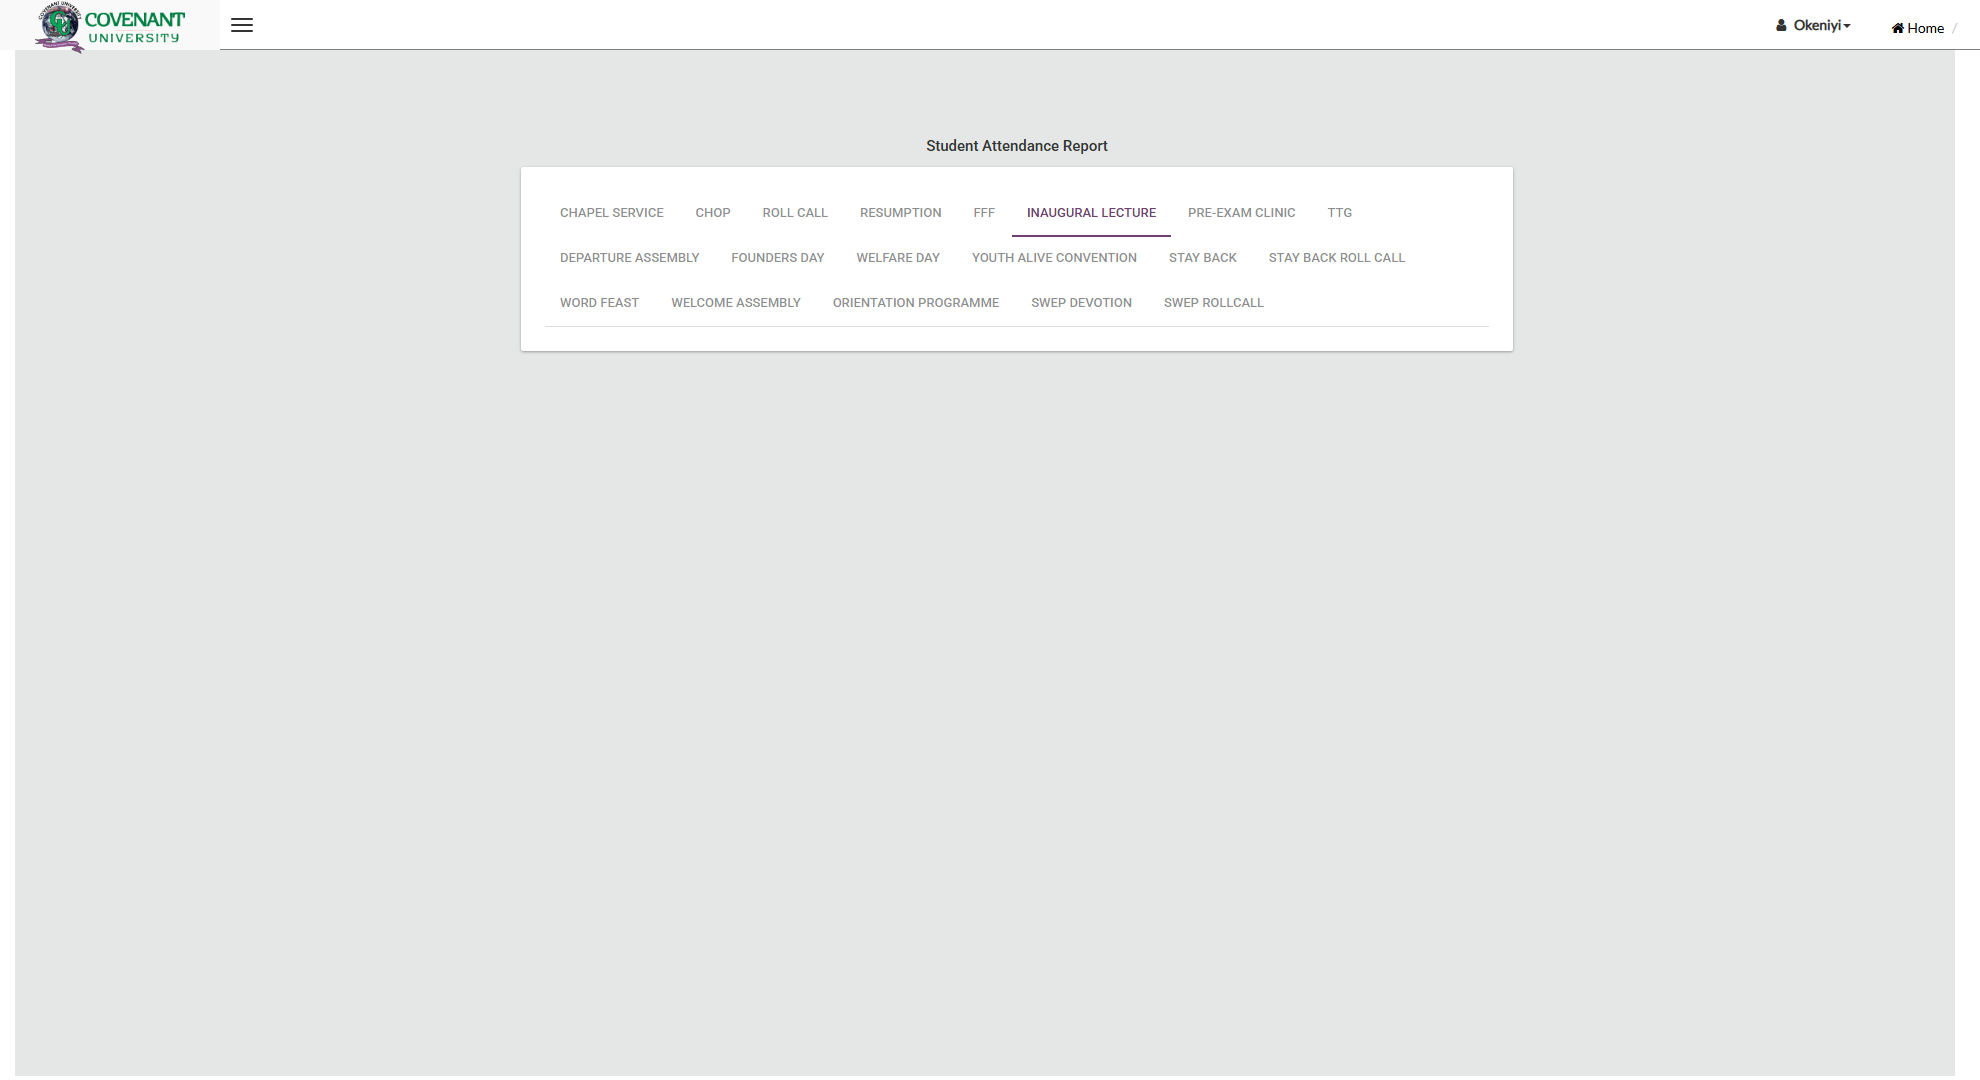 COVENANT UNIVERSITY
COVENANT
UNIVERSITY
Okeniyi
Home /
Student Attendance Report
CHAPEL SERVICE CHOP ROLL CALL RESUMPTION FFF INAUGURAL LECTURE PRE-EXAM CLINIC TTG
DEPARTURE ASSEMBLY FOUNDERS DAY WELFARE DAY YOUTH ALIVE CONVENTION STAY BACK STAY BACK ROLL CALL
WORD FEAST WELCOME ASSEMBLY ORIENTATION PROGRAMME SWEP DEVOTION SWEP ROLLCALL